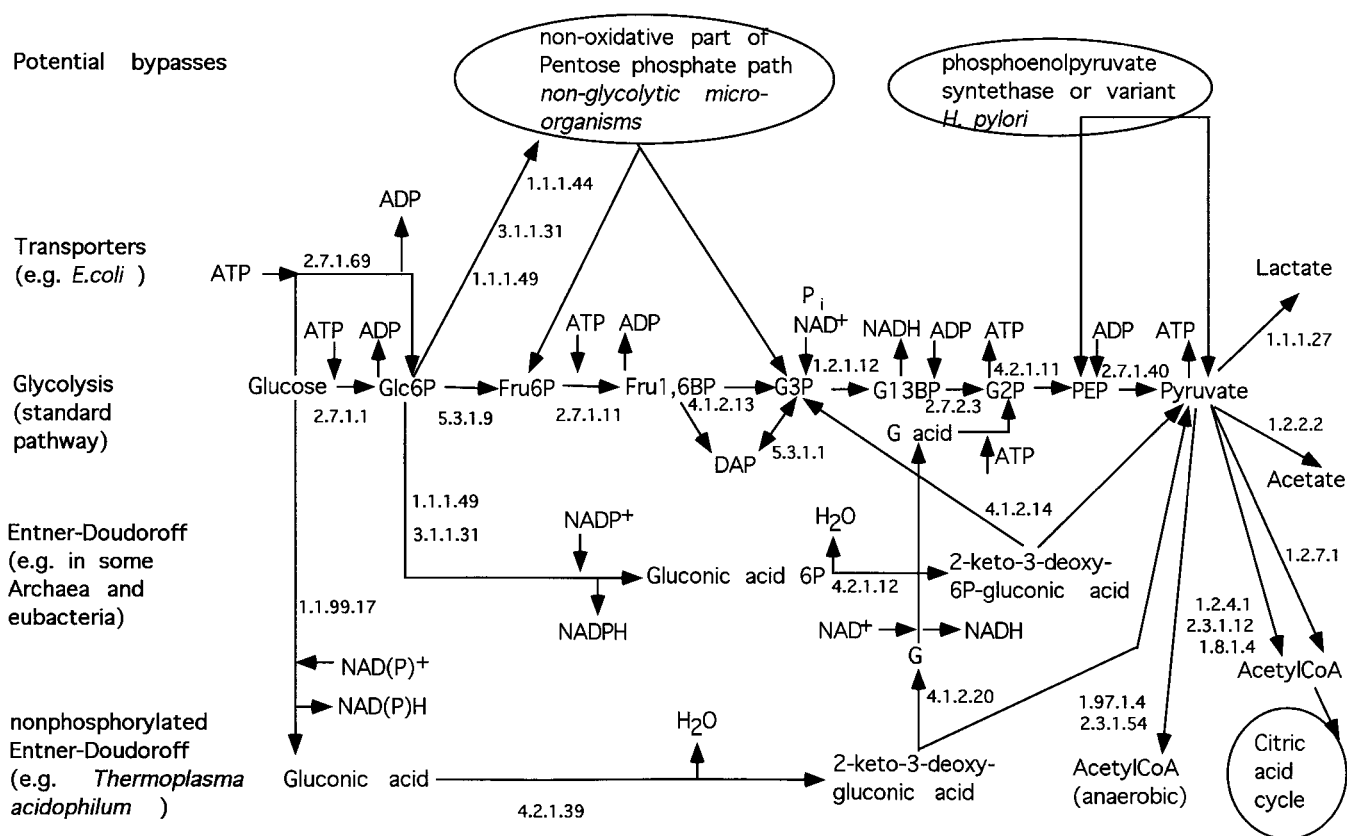 Potential bypasses
non-oxidative part of
Pentose phosphate path
non-glycolytic micro-
organisms
phosphoenolpyruvate
syntethase or variant
H. pylori
1.1.1.44
3.1.1.31
1.1.1.49
Transporters
(e.g. E.coli )
ADP
ATP
2.7.1.69
Lactate
1.1.1.27
Pi
NAD+
ATP
ADP
ATP
ADP
1.2.1.12
NADH
ADP
ATP
4.2.1.11
ADP
2.7.1.40
ATP
Glycolysis
(standard
pathway)
Glucose
Glc6P
Fru6P
Fru1,6BP
G3P
G13BP
G2P
PEP
Pyruvate
2.7.1.1
5.3.1.9
2.7.1.11
4.1.2.13
2.7.2.3
DAP
5.3.1.1
G acid
ATP
1.2.2.2
Acetate
Entner-Doudoroff
(e.g. in some
Archaea and
eubacteria)
1.1.1.49
3.1.1.31
NADP+
NADPH
Gluconic acid 6P
H2O
4.2.1.12
2-keto-3-deoxy-
6P-gluconic acid
4.1.2.14
1.2.7.1
1.1.99.17
NAD+
NADH
G
1.2.4.1
2.3.1.12
1.8.1.4
AcetylCoA
NAD(P)+
NAD(P)H
4.1.2.20
1.97.1.4
2.3.1.54
nonphosphorylated
Entner-Doudoroff
(e.g. Thermoplasma
acidophilum )
Gluconic acid
4.2.1.39
H2O
2-keto-3-deoxy-
gluconic acid
AcetylCoA
(anaerobic)
Citric
acid
cycle